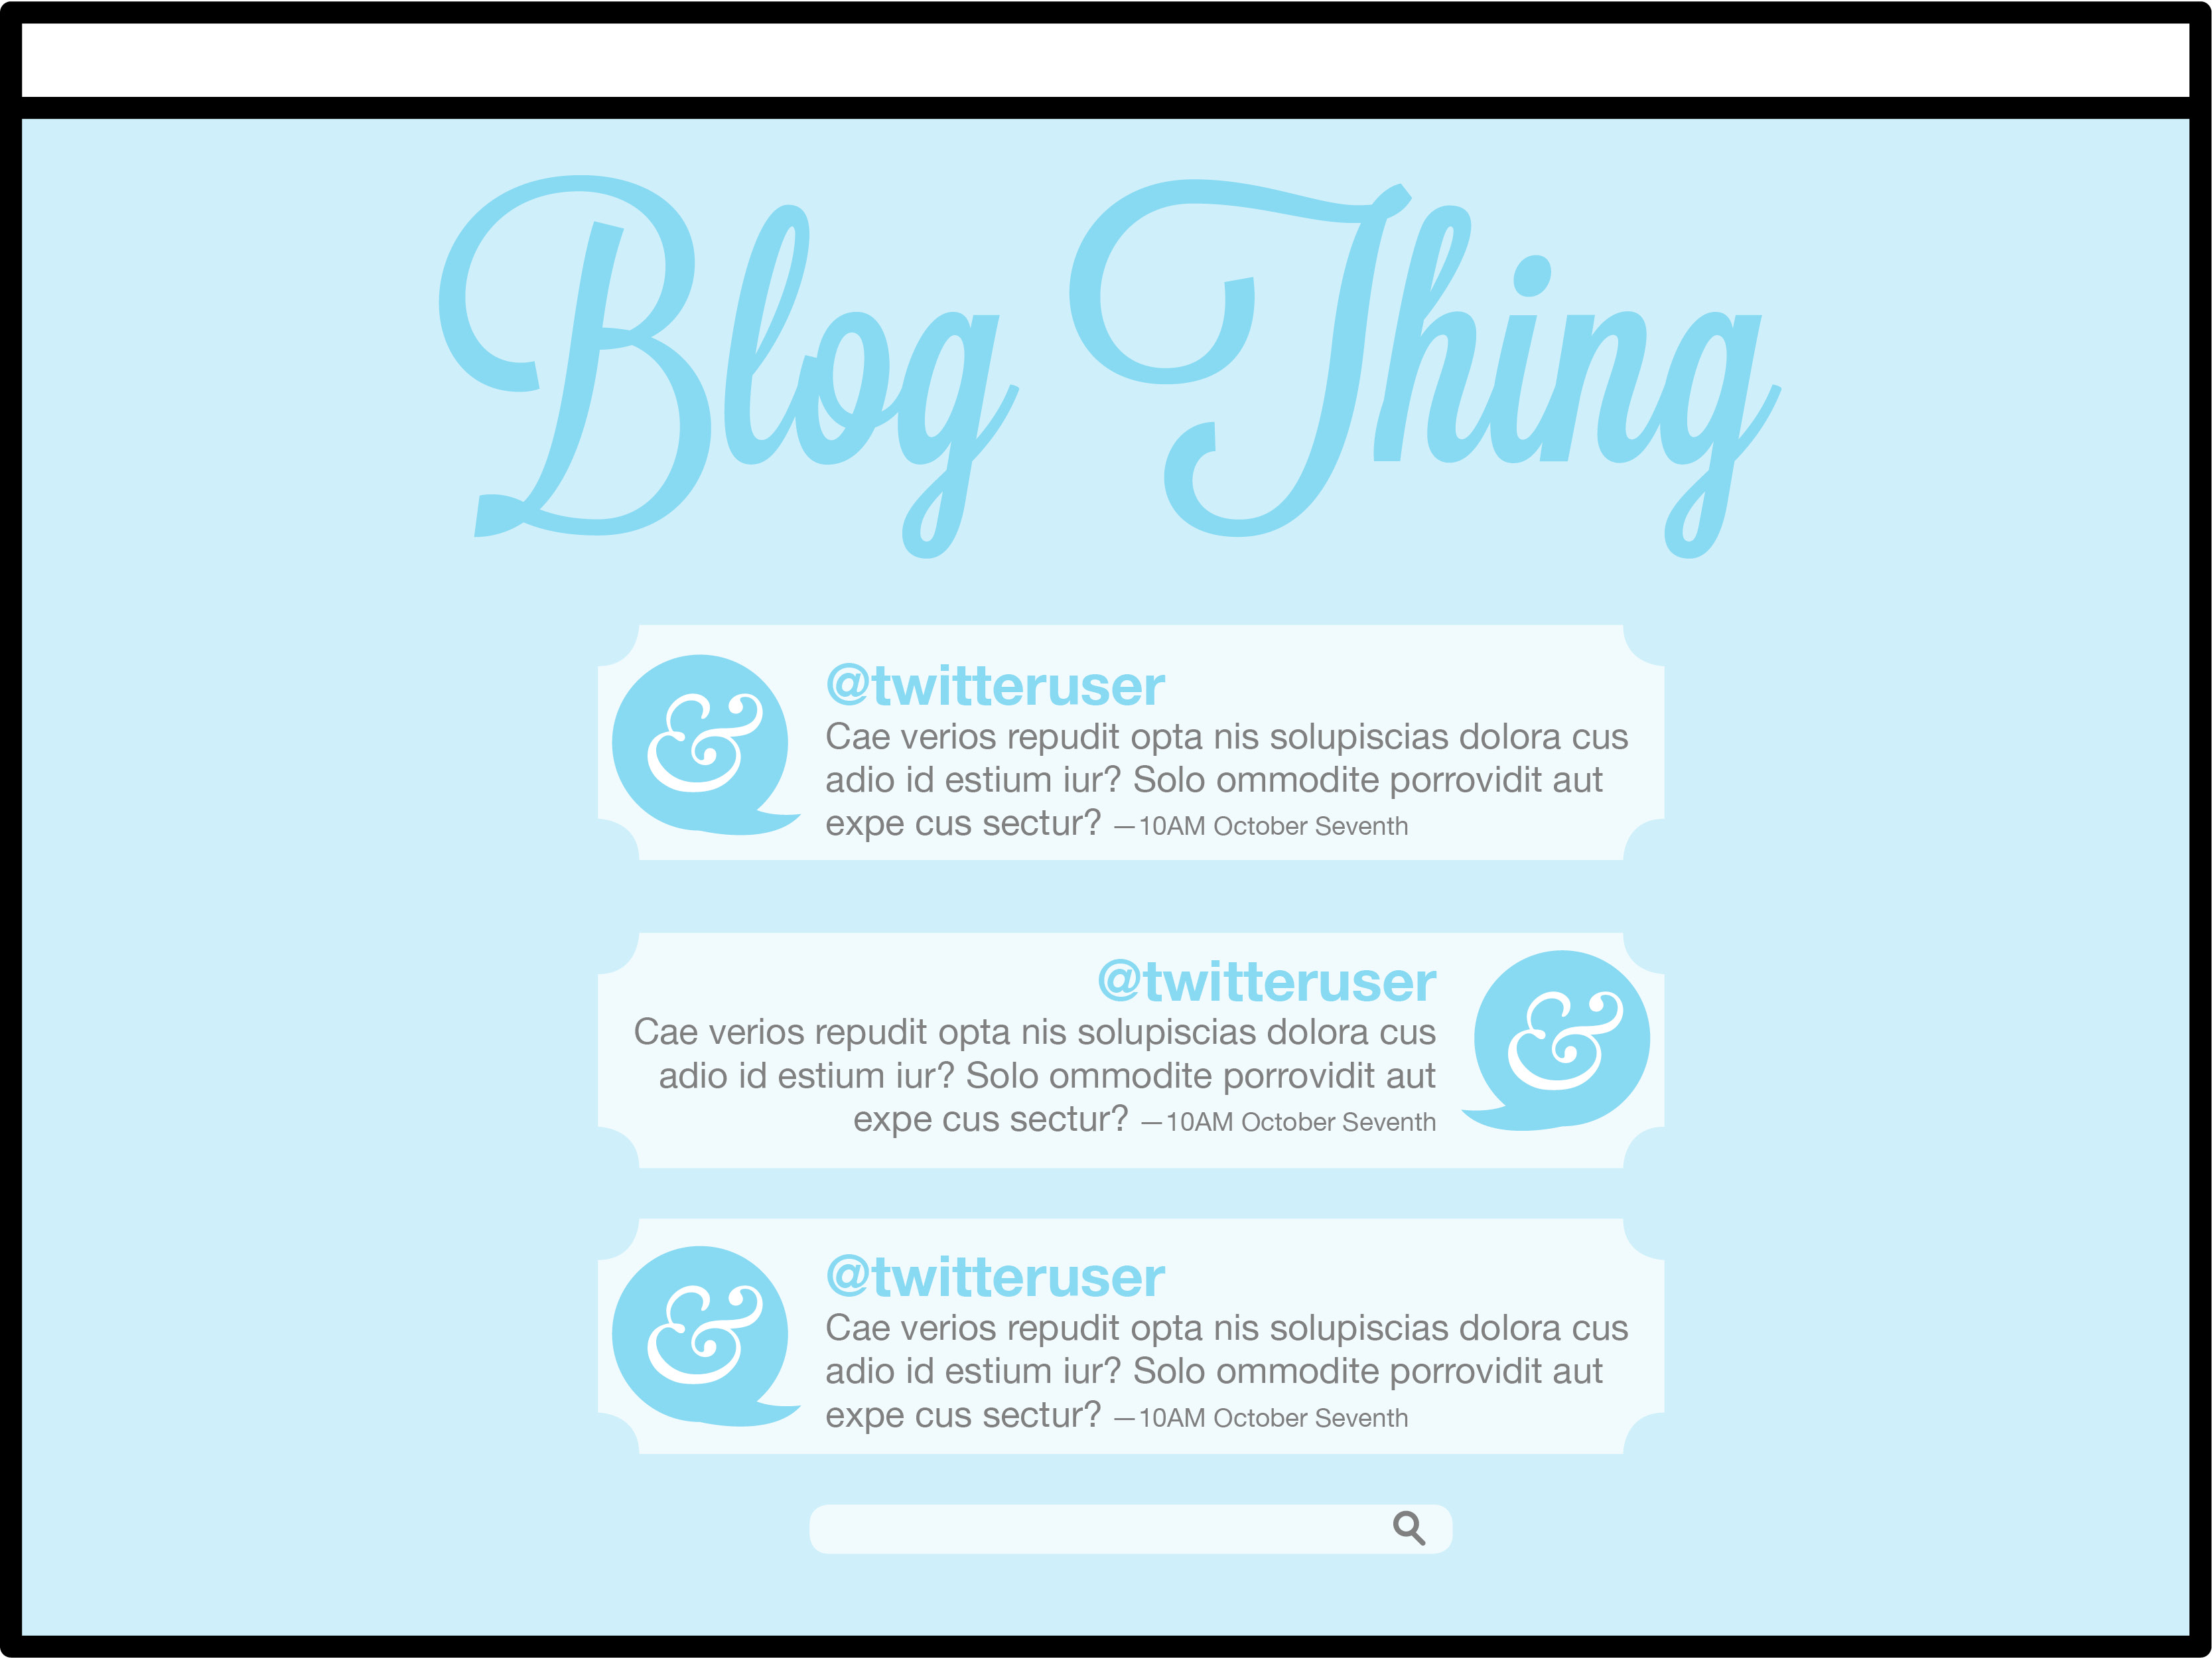 Blog Thing
&
@twitteruser
Cae verios repudit opta nis solupiscias dolora cus
adio id estium iur? Solo ommodite porrovidit aut
expe cus sectur? —10AM October Seventh
@twitteruser
Cae verios repudit opta nis solupiscias dolora cus
adio id estium iur? Solo ommodite porrovidit aut
expe cus sectur? —10AM October Seventh
&
&
@twitteruser
Cae verios repudit opta nis solupiscias dolora cus
adio id estium iur? Solo ommodite porrovidit aut
expe cus sectur? —10AM October Seventh